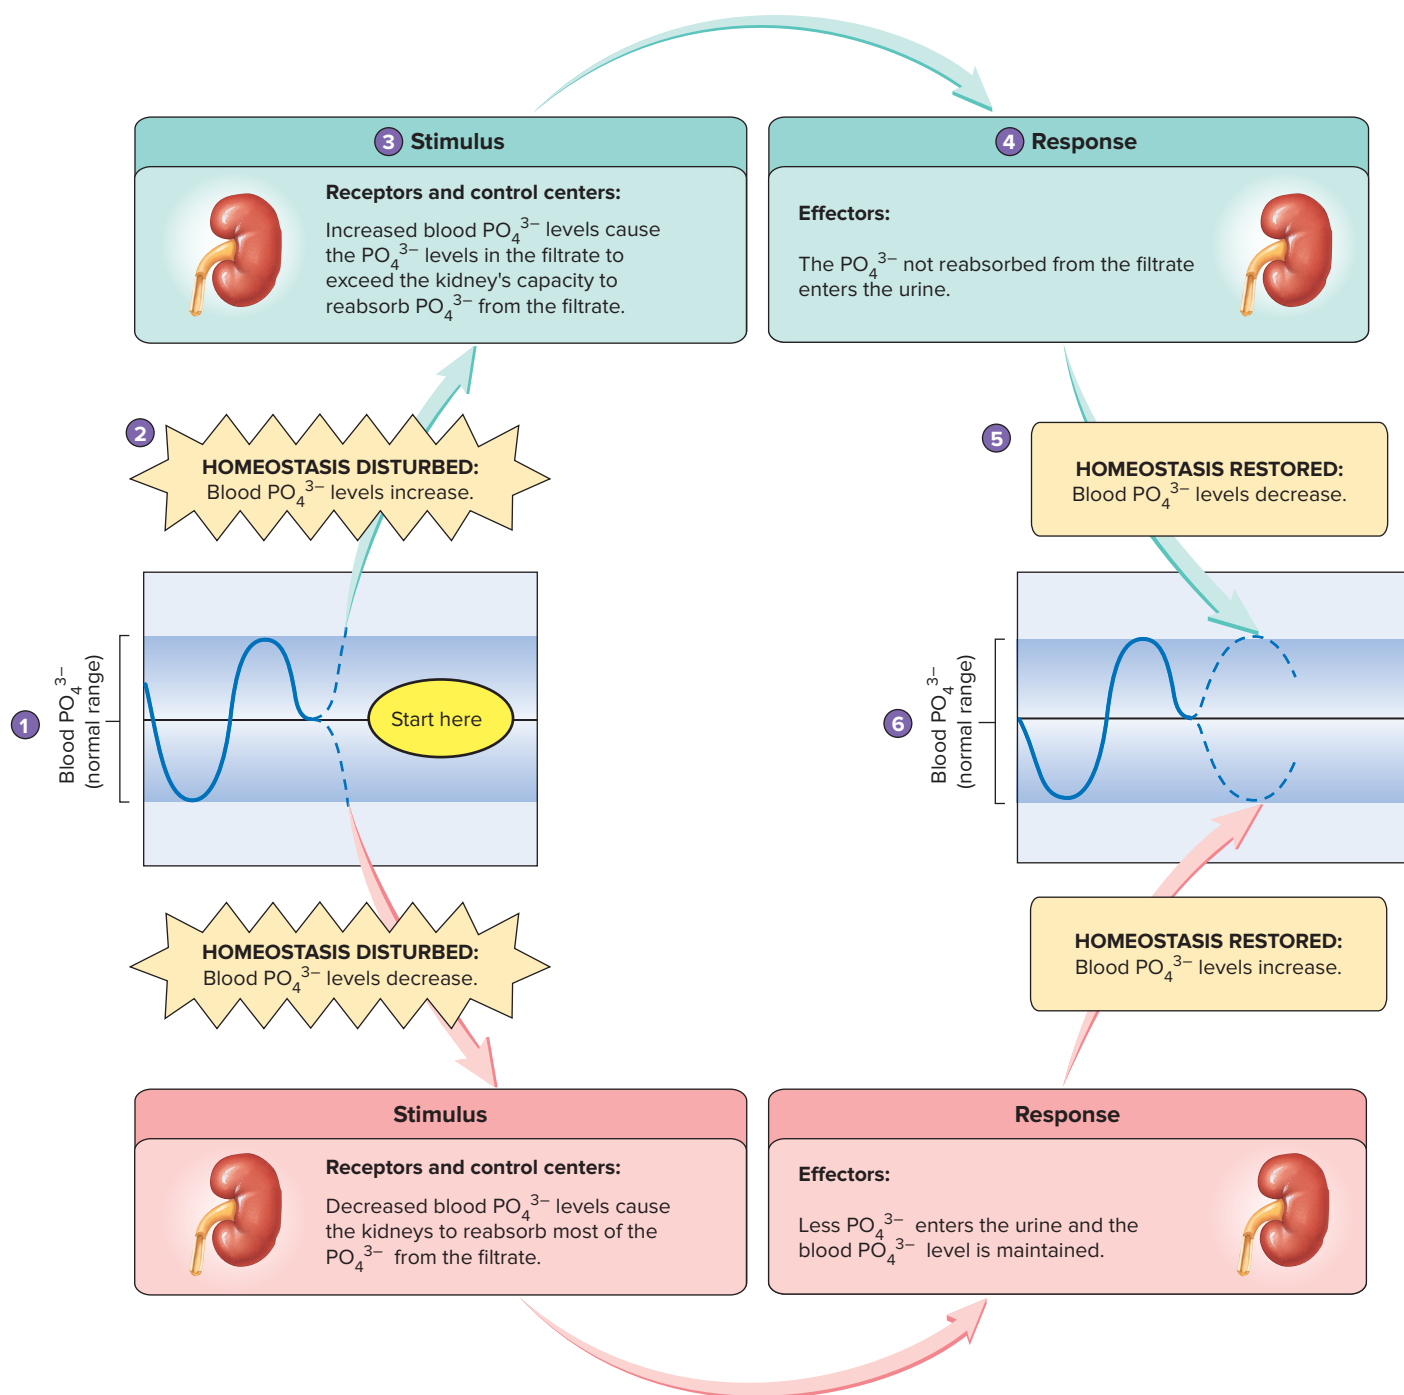 3 Stimulus
Receptors and control centers:
Increased blood PO₄³⁻ levels cause
the PO₄³⁻ levels in the filtrate to
exceed the kidney's capacity to
reabsorb PO₄³⁻ from the filtrate.
4 Response
Effectors:
The PO₄³⁻ not reabsorbed from the filtrate
enters the urine.
2
HOMEOSTASIS DISTURBED:
Blood PO₄³⁻ levels increase.
5
HOMEOSTASIS RESTORED:
Blood PO₄³⁻ levels decrease.
1
Blood PO₄³⁻
(normal range)
Start here
6
Blood PO₄³⁻
(normal range)
HOMEOSTASIS DISTURBED:
Blood PO₄³⁻ levels decrease.
HOMEOSTASIS RESTORED:
Blood PO₄³⁻ levels increase.
Stimulus
Receptors and control centers:
Decreased blood PO₄³⁻ levels cause
the kidneys to reabsorb most of the
PO₄³⁻ from the filtrate.
Response
Effectors:
Less PO₄³⁻ enters the urine and the
blood PO₄³⁻ level is maintained.